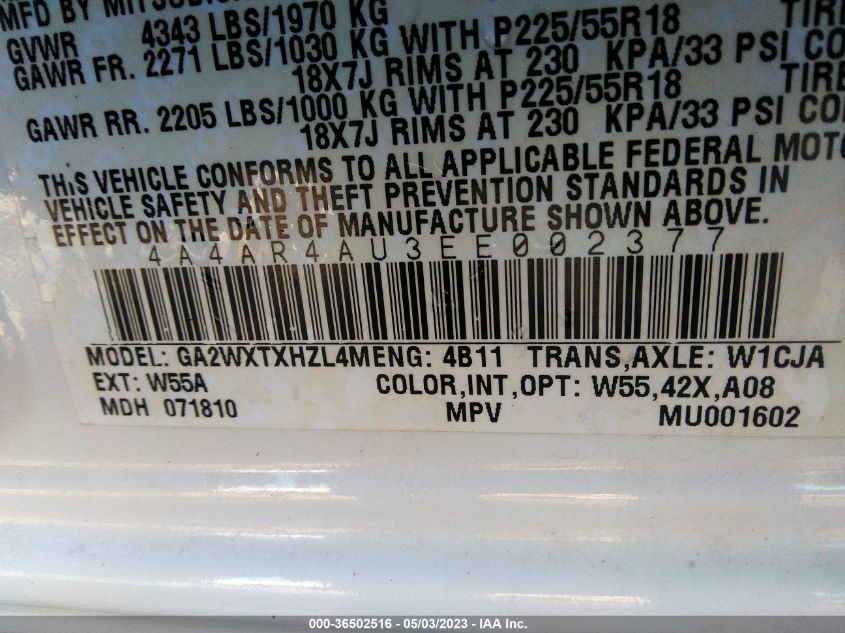 MFD BY
GVWR 4343 LBS/1970 KG
GAWR FR. 2271 LBS/1030 KG WITH P225/55R18 TIRE
18X7J RIMS AT 230 KPA/33 PSI
GAWR RR. 2205 LBS/1000 KG WITH P225/55R18 TIRE
18X7J RIMS AT 230 KPA/33 PSI
THIS VEHICLE CONFORMS TO ALL APPLICABLE FEDERAL
VEHICLE SAFETY AND THEFT PREVENTION STANDARDS IN
EFFECT ON THE DATE OF MANUFACTURE SHOWN ABOVE.
4A4AR4AU3EE002377
MODEL: GA2WXTXHZL4MENG: 4B11 TRANS,AXLE: W1CJA
EXT: W55A COLOR,INT,OPT: W55,42X,A08
MDH 071810 MPV MU001602
000-36502516 - 05/03/2023 - IAA Inc.